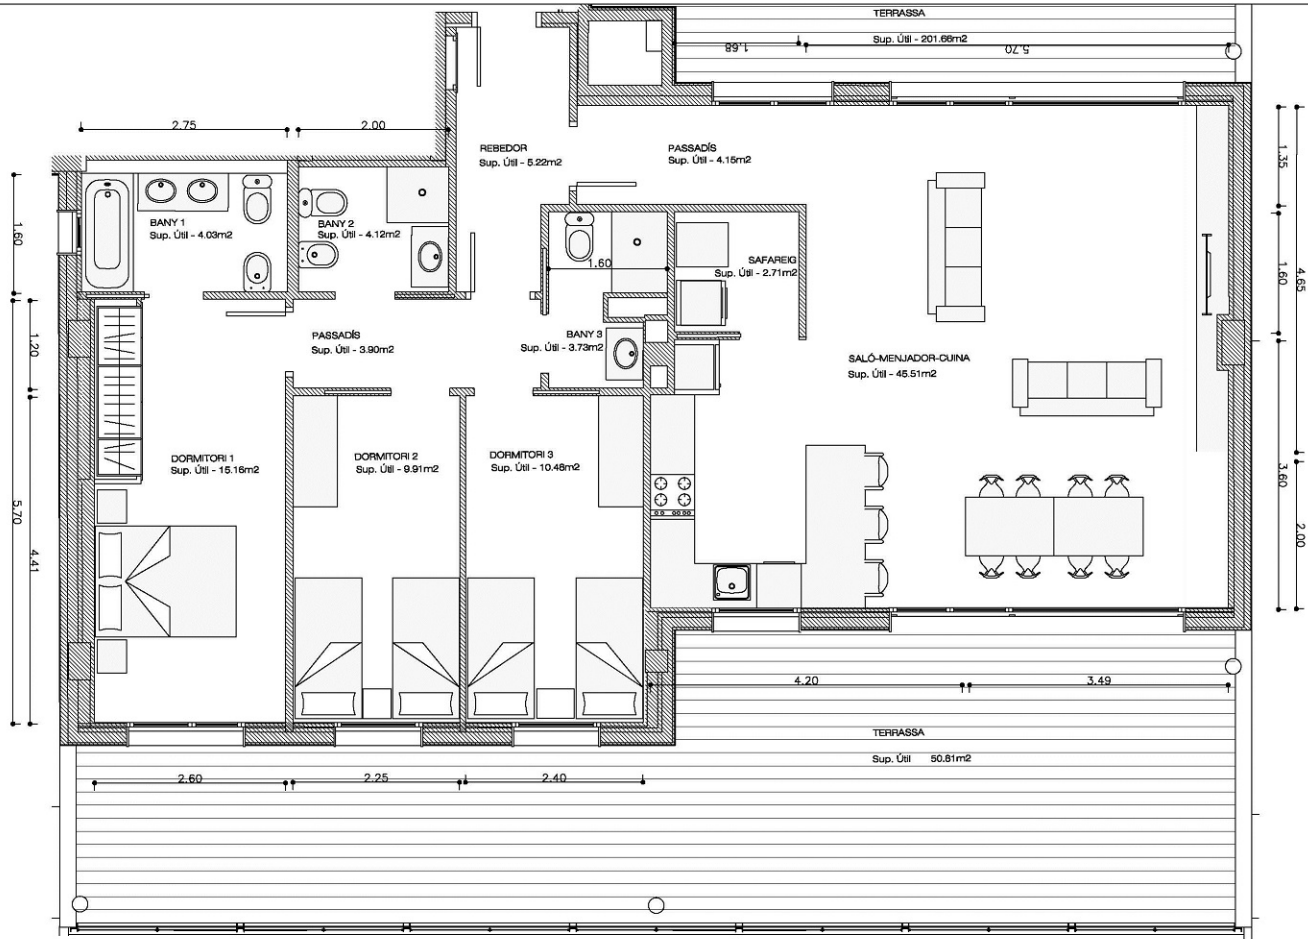 TERRASSA
Sup. Útil - 201.66m2
1.68
5.70
2.75
2.00
REBEDOR
Sup. Útil - 5.22m2
PASSADÍS
Sup. Útil - 4.15m2
1.35
BANY 1
Sup. Útil - 4.03m2
BANY 2
Sup. Útil - 4.12m2
1.60
1.60
SAFAREIG
Sup. Útil - 2.71m2
1.60
4.65
PASSADÍS
Sup. Útil - 3.90m2
BANY 3
Sup. Útil - 3.73m2
1.20
SALÓ-MENJADOR-CUINA
Sup. Útil - 45.51m2
DORMITORI 1
Sup. Útil - 15.16m2
DORMITORI 2
Sup. Útil - 9.91m2
DORMITORI 3
Sup. Útil - 10.48m2
3.60
5.70
4.41
2.00
4.20
3.49
TERRASSA
Sup. Útil 50.81m2
2.60
2.25
2.40